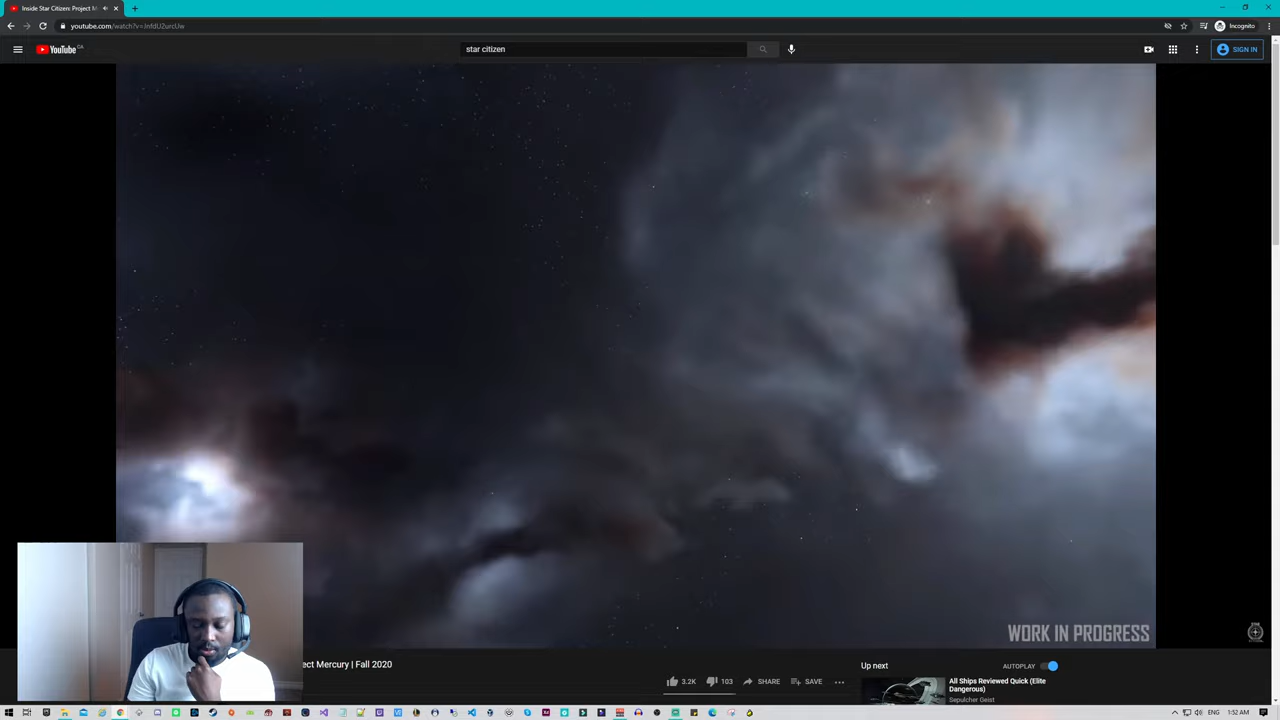 Inside Star Citizen: Project M
youtube.com/watch?v=JnfdUZurcUw
Incognito
YouTube CA
star citizen
SIGN IN
WORK IN PROGRESS
ect Mercury | Fall 2020
3.2K
103
SHARE
SAVE
Up next
AUTOPLAY
All Ships Reviewed Quick (Elite
Dangerous)
Sepulcher Geist
ENG
1:52 AM